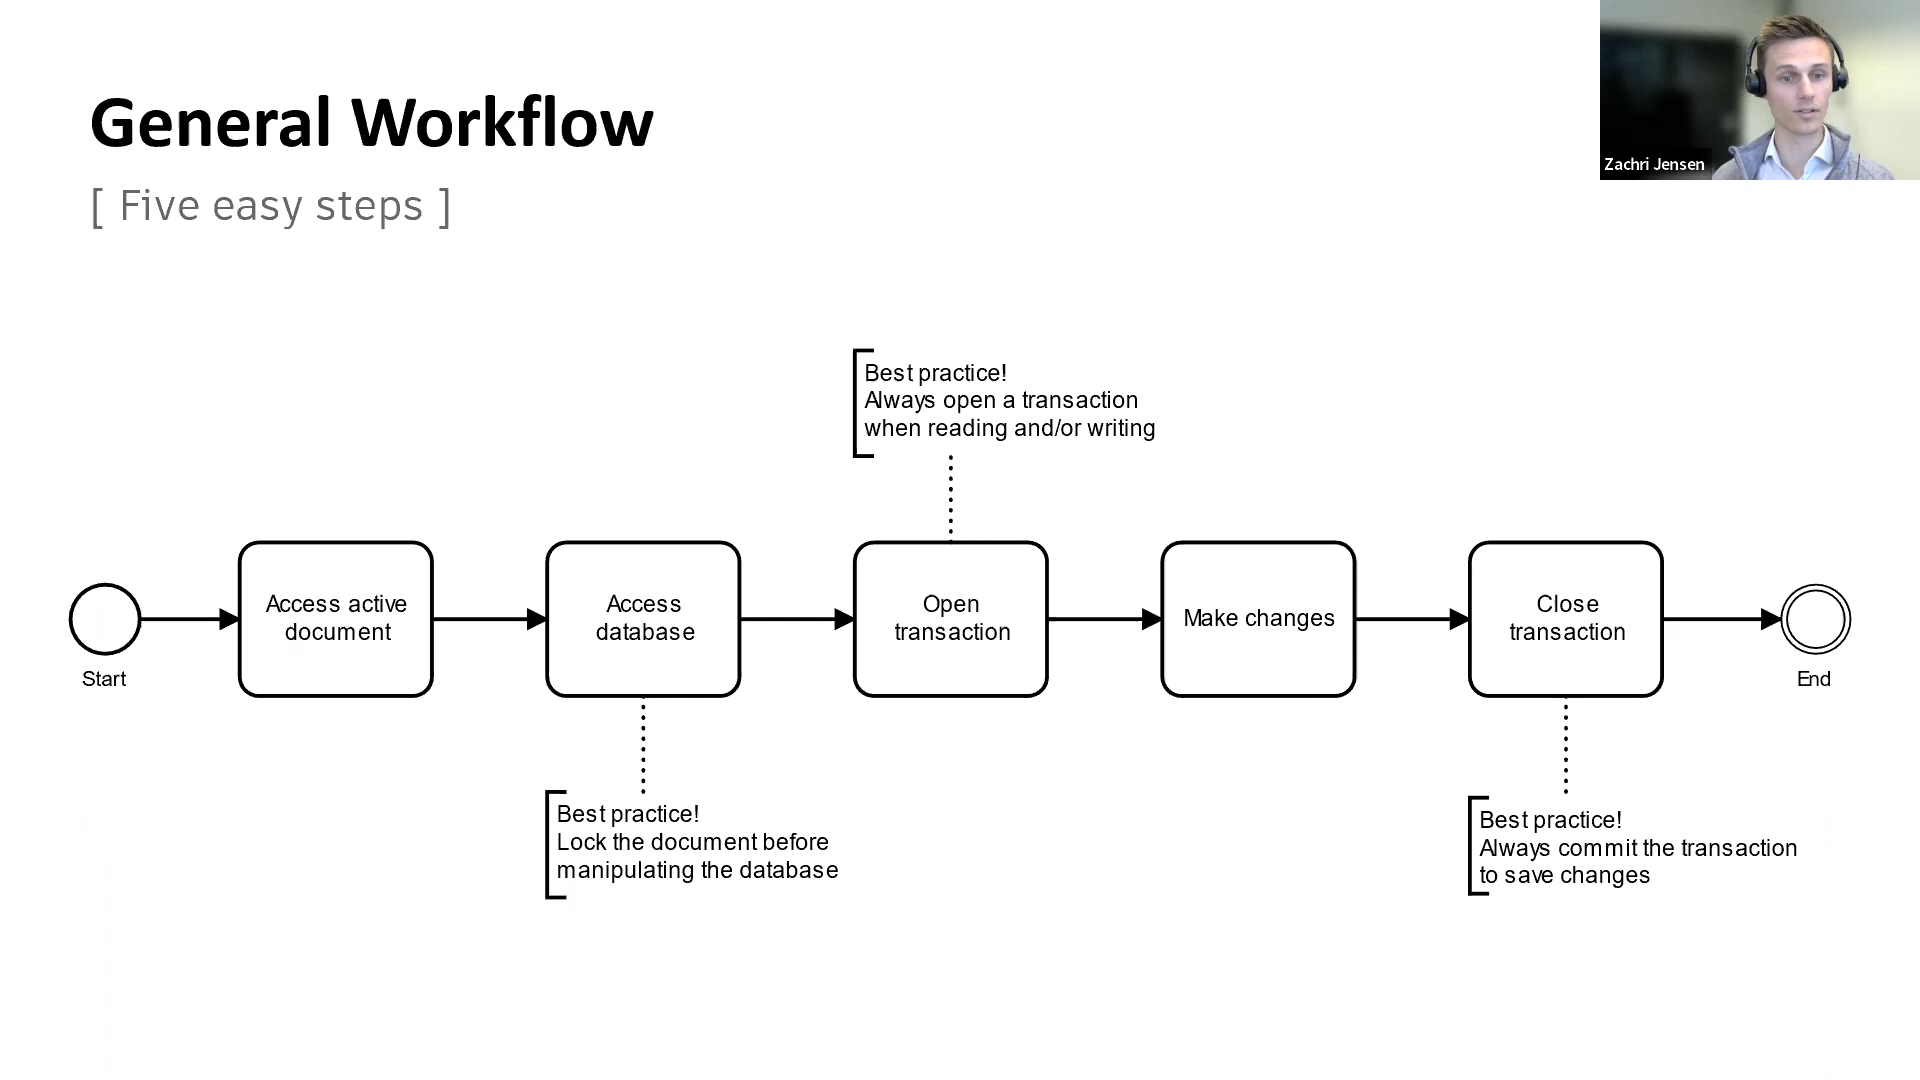 General Workflow
[ Five easy steps ]
Zachri Jensen
Best practice!
Always open a transaction
when reading and/or writing
Start
Access active
document
Access
database
Open
transaction
Make changes
Close
transaction
End
Best practice!
Lock the document before
manipulating the database
Best practice!
Always commit the transaction
to save changes